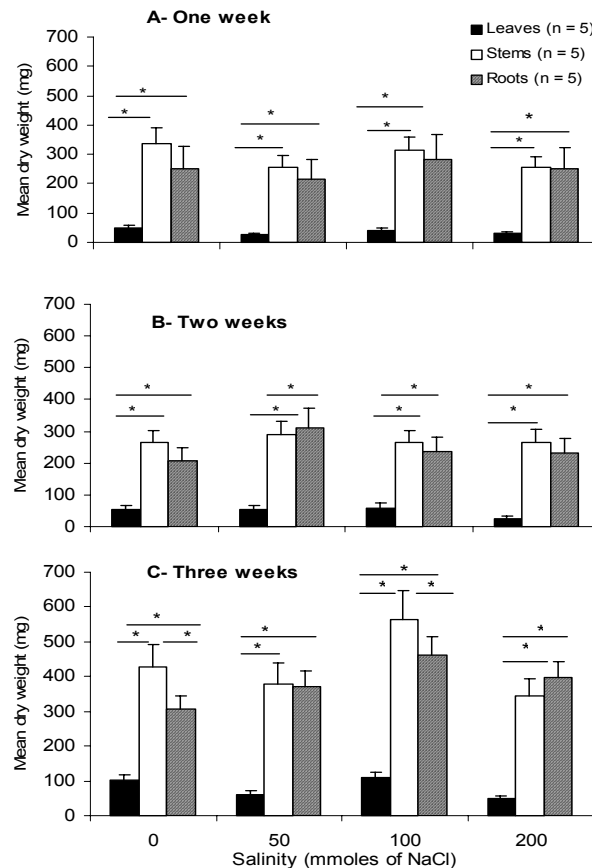 A- One week
Leaves (n = 5)
Stems (n = 5)
Roots (n = 5)
Mean dry weight (mg)
700
600
500
400
300
200
100
0
* * * * * * * *
B- Two weeks
Mean dry weight (mg)
700
600
500
400
300
200
100
0
* * * * * * * *
C- Three weeks
Mean dry weight (mg)
700
600
500
400
300
200
100
0
* * * * * * * * * *
0 50 100 200
Salinity (mmoles of NaCl)